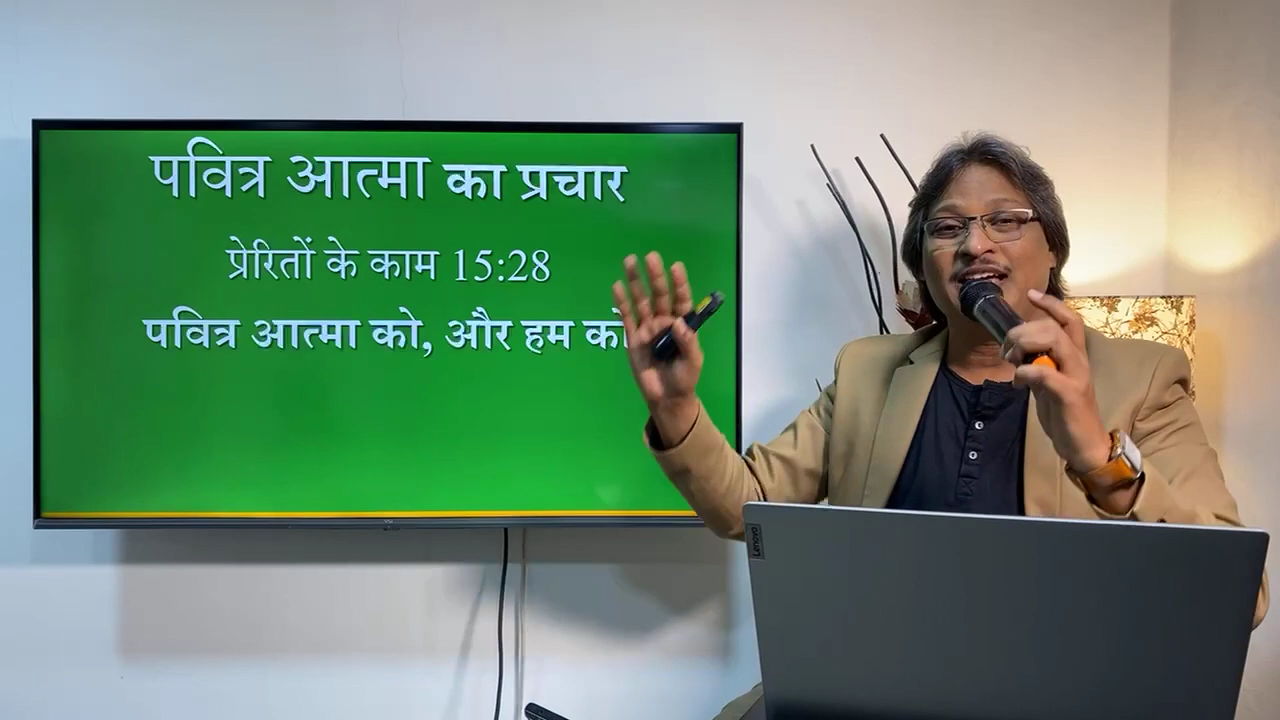 पवित्र आत्मा का प्रचार
प्रेरितों के काम 15:28
पवित्र आत्मा को, और हम को
Lenovo